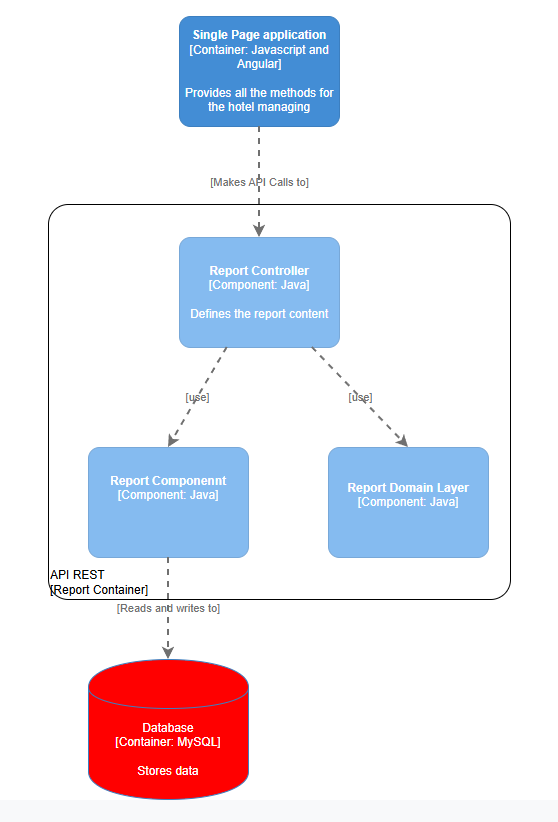 Single Page application
[Container: Javascript and
Angular]
Provides all the methods for
the hotel managing
[Makes API Calls to]
Report Controller
[Component: Java]
Defines the report content
[use]
[use]
Report Componennt
[Component: Java]
Report Domain Layer
[Component: Java]
API REST
[Report Container]
[Reads and writes to]
Database
[Container: MySQL]
Stores data